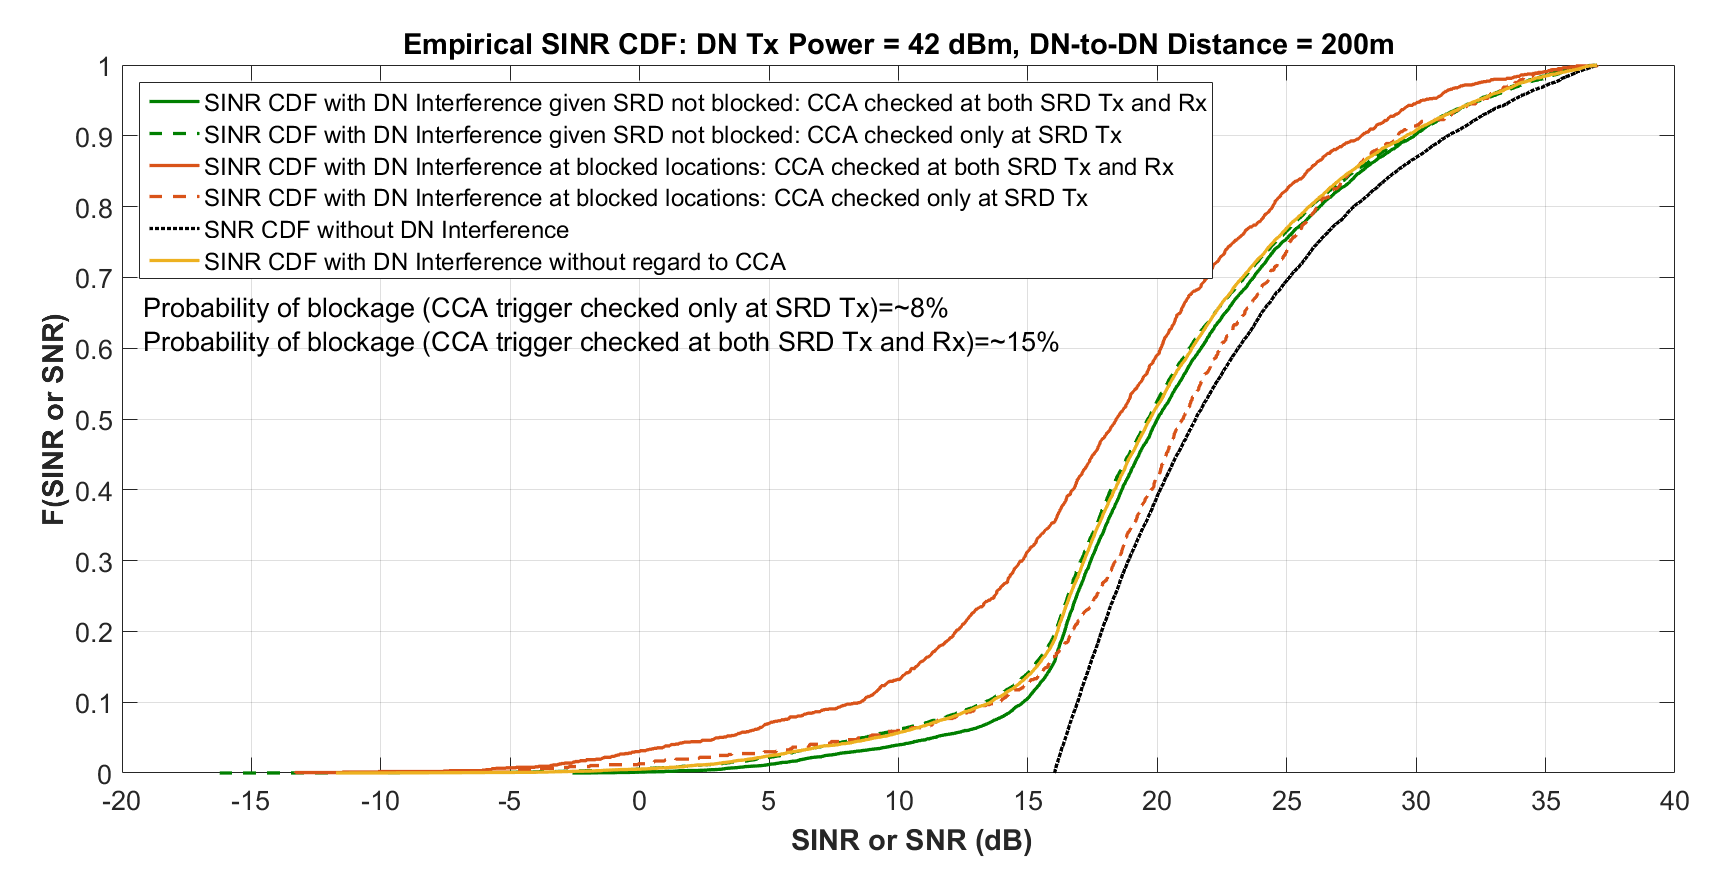 Empirical SINR CDF: DN Tx Power = 42 dBm, DN-to-DN Distance = 200m
SINR CDF with DN Interference given SRD not blocked: CCA checked at both SRD Tx and Rx
SINR CDF with DN Interference given SRD not blocked: CCA checked only at SRD Tx
SINR CDF with DN Interference at blocked locations: CCA checked at both SRD Tx and Rx
SINR CDF with DN Interference at blocked locations: CCA checked only at SRD Tx
SNR CDF without DN Interference
SINR CDF with DN Interference without regard to CCA
Probability of blockage (CCA trigger checked only at SRD Tx)=~8%
Probability of blockage (CCA trigger checked at both SRD Tx and Rx)=~15%
F(SINR or SNR)
1
0.9
0.8
0.7
0.6
0.5
0.4
0.3
0.2
0.1
0
-20 -15 -10 -5 0 5 10 15 20 25 30 35 40
SINR or SNR (dB)